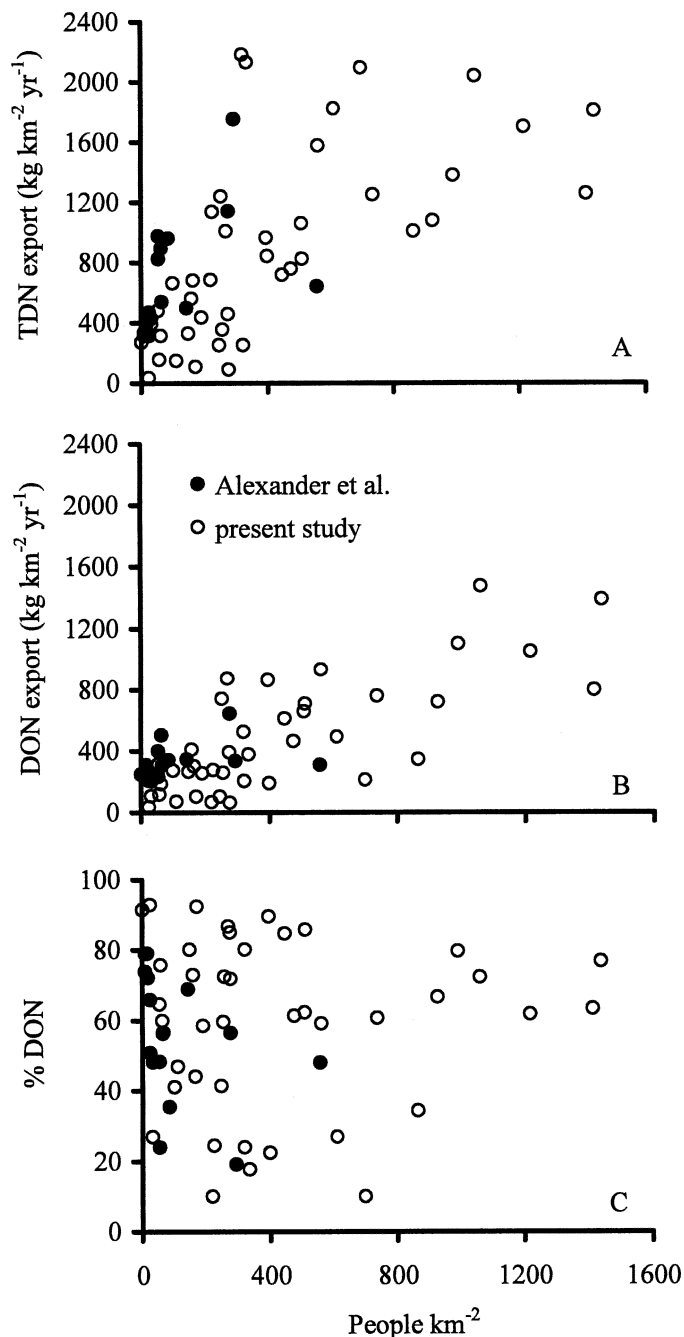 2400
2000
1600
1200
800
400
0
TDN export (kg km-2 yr-1)
A
2400
2000
1600
1200
800
400
0
DON export (kg km-2 yr-1)
Alexander et al.
present study
B
100
80
60
40
20
0
% DON
C
0 400 800 1200 1600
People km-2